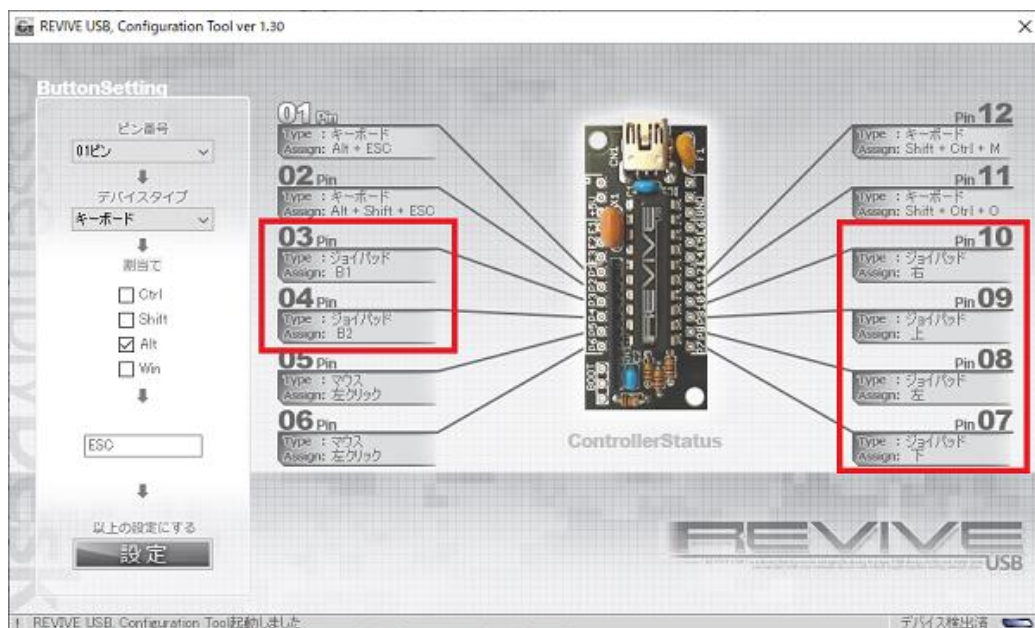 REVIVE USB, Configuration Tool ver 1.30
ButtonSetting
ピン番号
01ピン
デバイスタイプ
キーボード
割当て
Ctrl
Shift
Alt
Win
ESC
以上の設定にする
設定
01 Pin
Type : キーボード
Assign: Alt + ESC
02 Pin
Type : キーボード
Assign: Alt + Shift + ESC
03 Pin
Type : ジョイパッド
Assign: B1
04 Pin
Type : ジョイパッド
Assign: B2
05 Pin
Type : マウス
Assign: 左クリック
06 Pin
Type : マウス
Assign: 左クリック
CN1
F1
REVIVE
BOOT
ControllerStatus
Pin 12
Type : キーボード
Assign: Shift + Ctrl + M
Pin 11
Type : キーボード
Assign: Shift + Ctrl + O
Pin 10
Type : ジョイパッド
Assign: 右
Pin 09
Type : ジョイパッド
Assign: 上
Pin 08
Type : ジョイパッド
Assign: 左
Pin 07
Type : ジョイパッド
Assign: 下
REVIVE
USB
! REVIVE USB, Configuration Tool起動しました
デバイス検出済